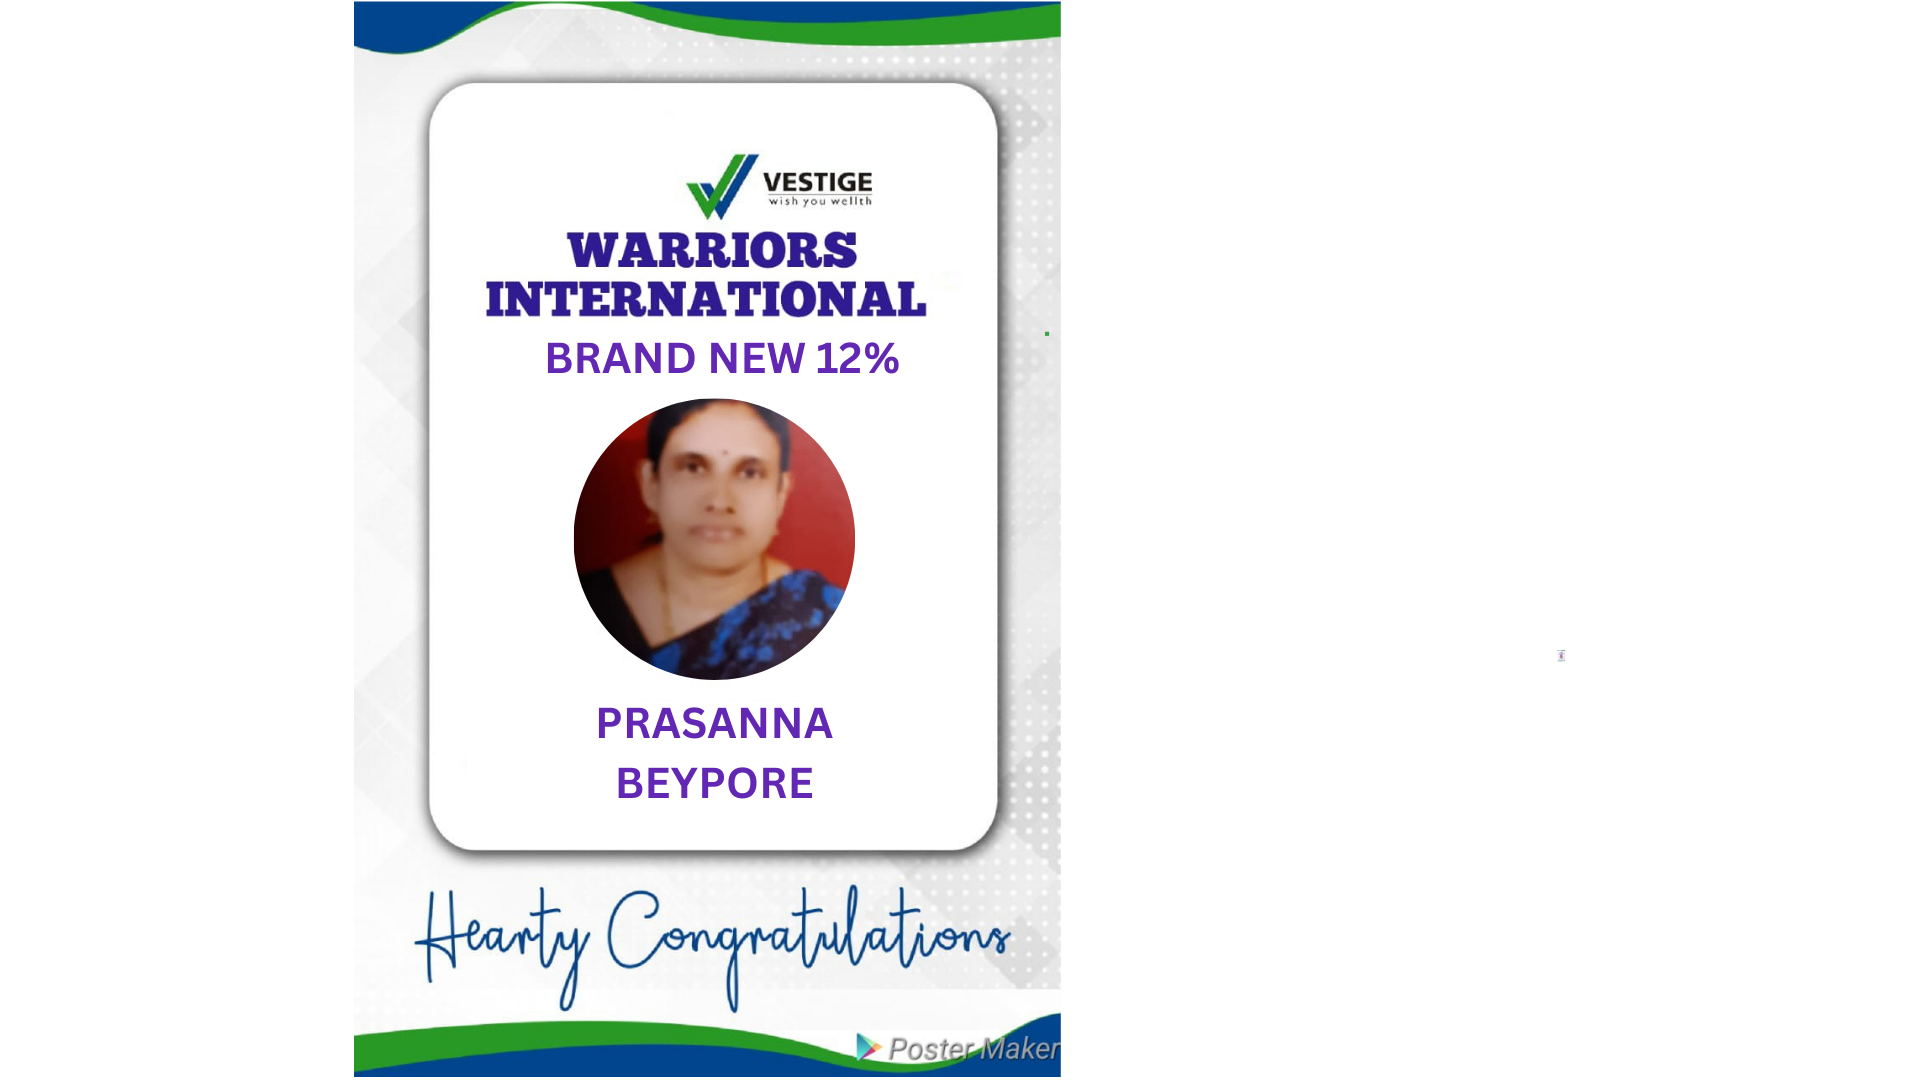 VESTIGE
wish you wellth
WARRIORS
INTERNATIONAL
BRAND NEW 12%
PRASANNA
BEYPORE
Hearty Congratulations
Poster Maker